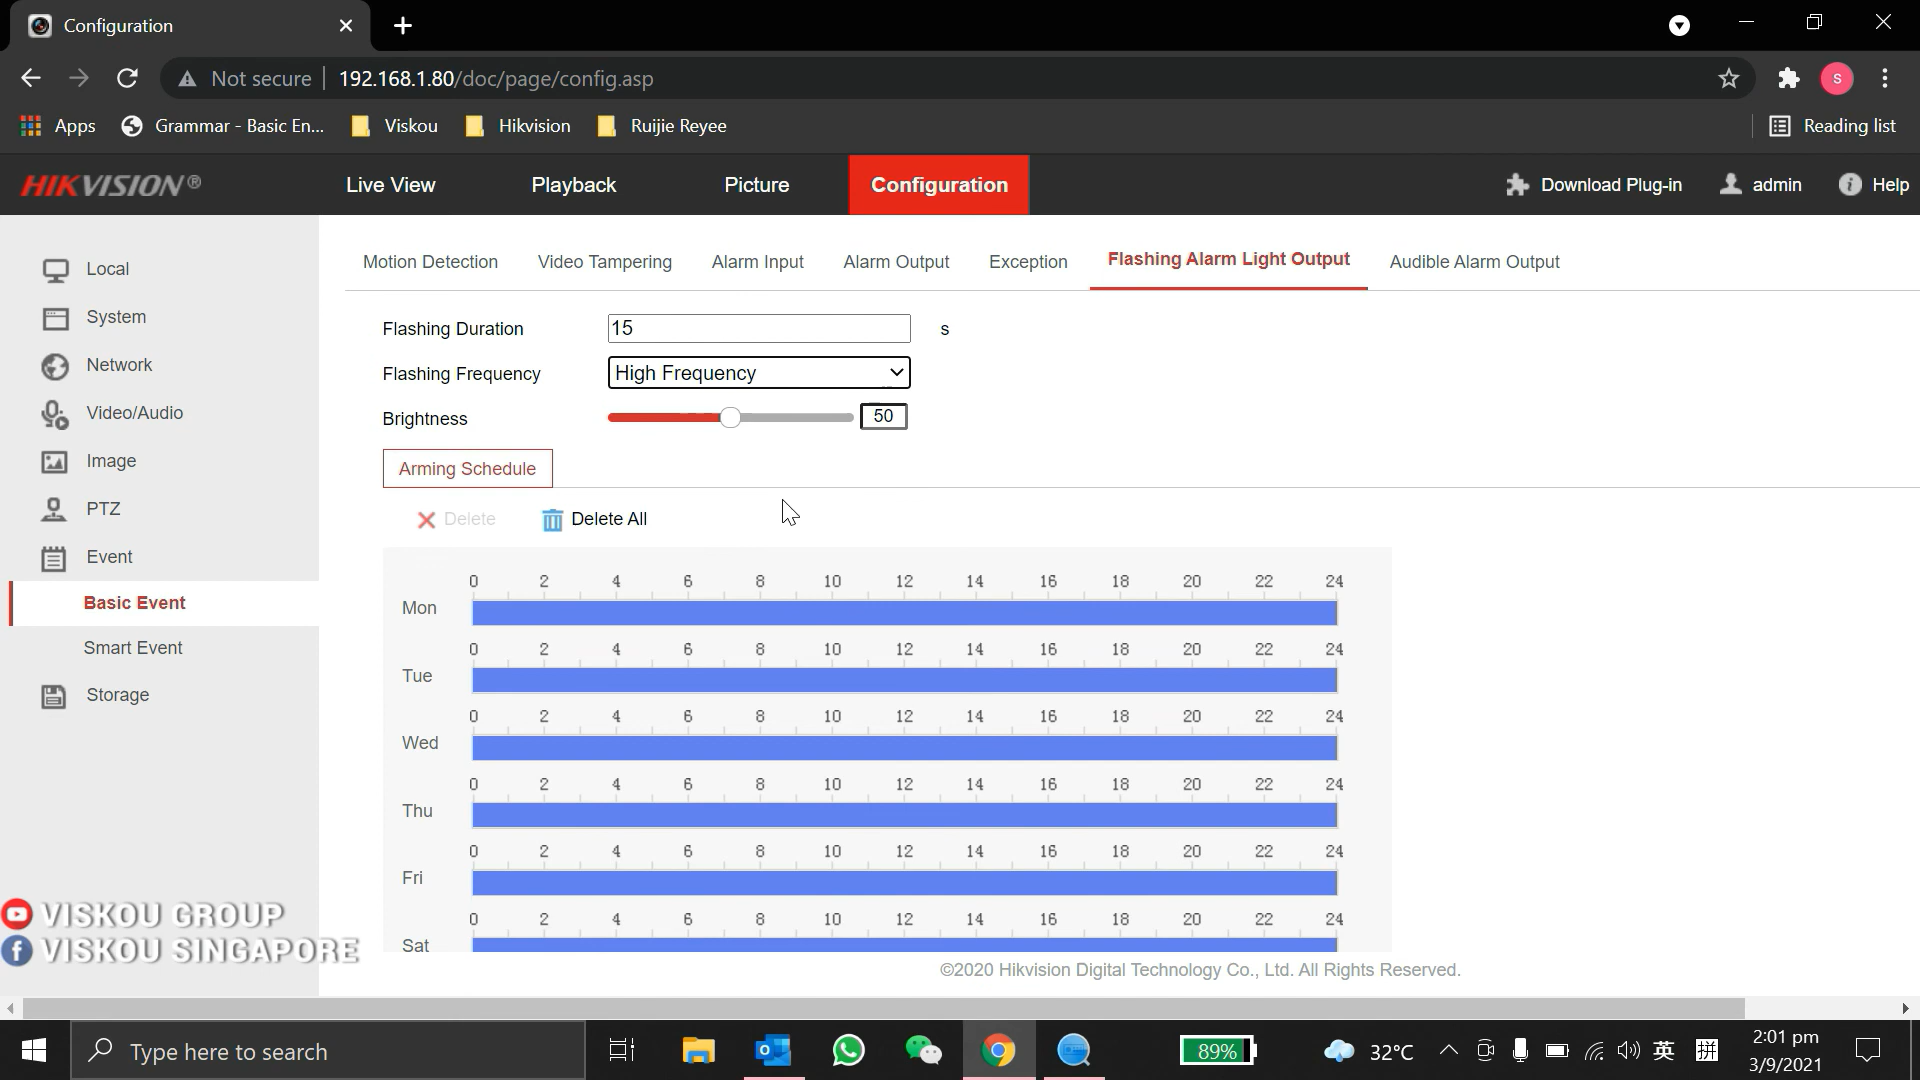 Configuration
Not secure 192.168.1.80/doc/page/config.asp
S
Apps Grammar - Basic En... Viskou Hikvision Ruijie Reyee Reading list
HIKVISION® Live View Playback Picture Configuration Download Plug-in admin Help
Local
System
Network
Video/Audio
Image
PTZ
Event
Basic Event
Smart Event
Storage
Motion Detection Video Tampering Alarm Input Alarm Output Exception Flashing Alarm Light Output Audible Alarm Output
Flashing Duration 15 s
Flashing Frequency High Frequency
Brightness 50
Arming Schedule
Delete Delete All
0 2 4 6 8 10 12 14 16 18 20 22 24
Mon
0 2 4 6 8 10 12 14 16 18 20 22 24
Tue
0 2 4 6 8 10 12 14 16 18 20 22 24
Wed
0 2 4 6 8 10 12 14 16 18 20 22 24
Thu
0 2 4 6 8 10 12 14 16 18 20 22 24
Fri
0 2 4 6 8 10 12 14 16 18 20 22 24
Sat
©2020 Hikvision Digital Technology Co., Ltd. All Rights Reserved.
VISKOU GROUP
VISKOU SINGAPORE
Type here to search 89% 32°C 英 拼
2:01 pm
3/9/2021